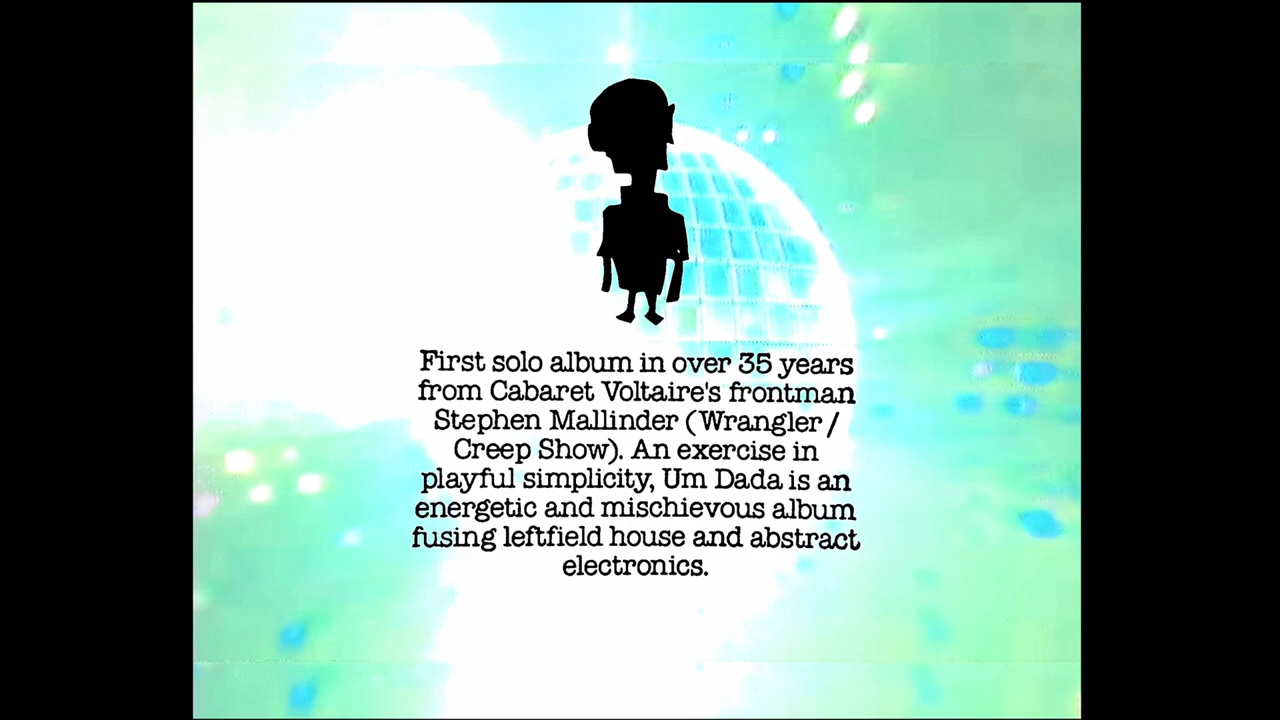 First solo album in over 35 years
from Cabaret Voltaire's frontman
Stephen Mallinder (Wrangler /
Creep Show). An exercise in
playful simplicity, Um Dada is an
energetic and mischievous album
fusing leftfield house and abstract
electronics.